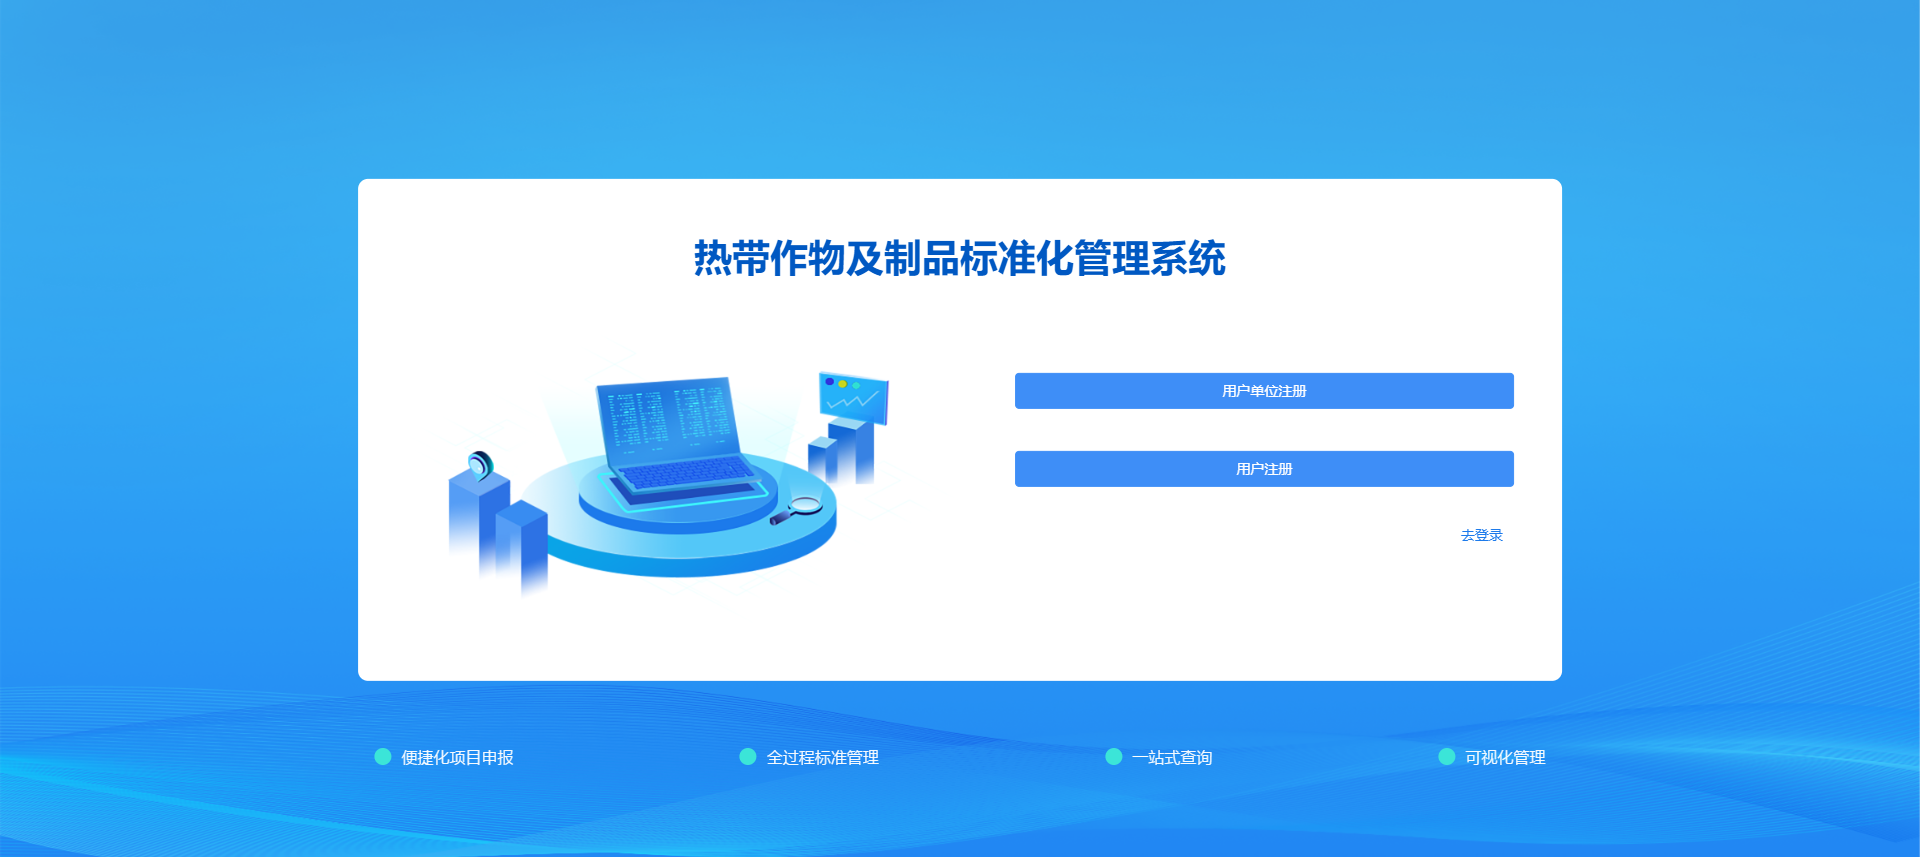 热带作物及制品标准化管理系统
用户单位注册
用户注册
去登录
便捷化项目申报
全过程标准管理
一站式查询
可视化管理